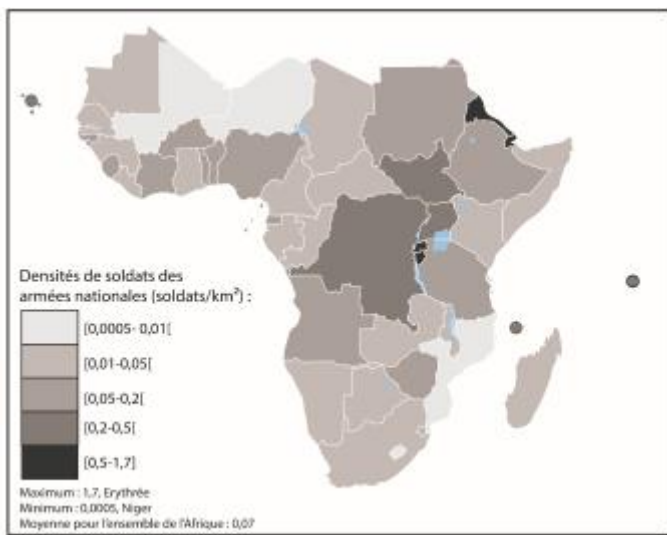 Densités de soldats des
armées nationales (soldats/km²) :
[0,0005- 0,01[
[0,01-0,05[
[0,05-0,2[
[0,2-0,5[
[0,5-1,7]
Maximum : 1,7, Erythrée
Minimum : 0,0005, Niger
Moyenne pour l'ensemble de l'Afrique : 0,07